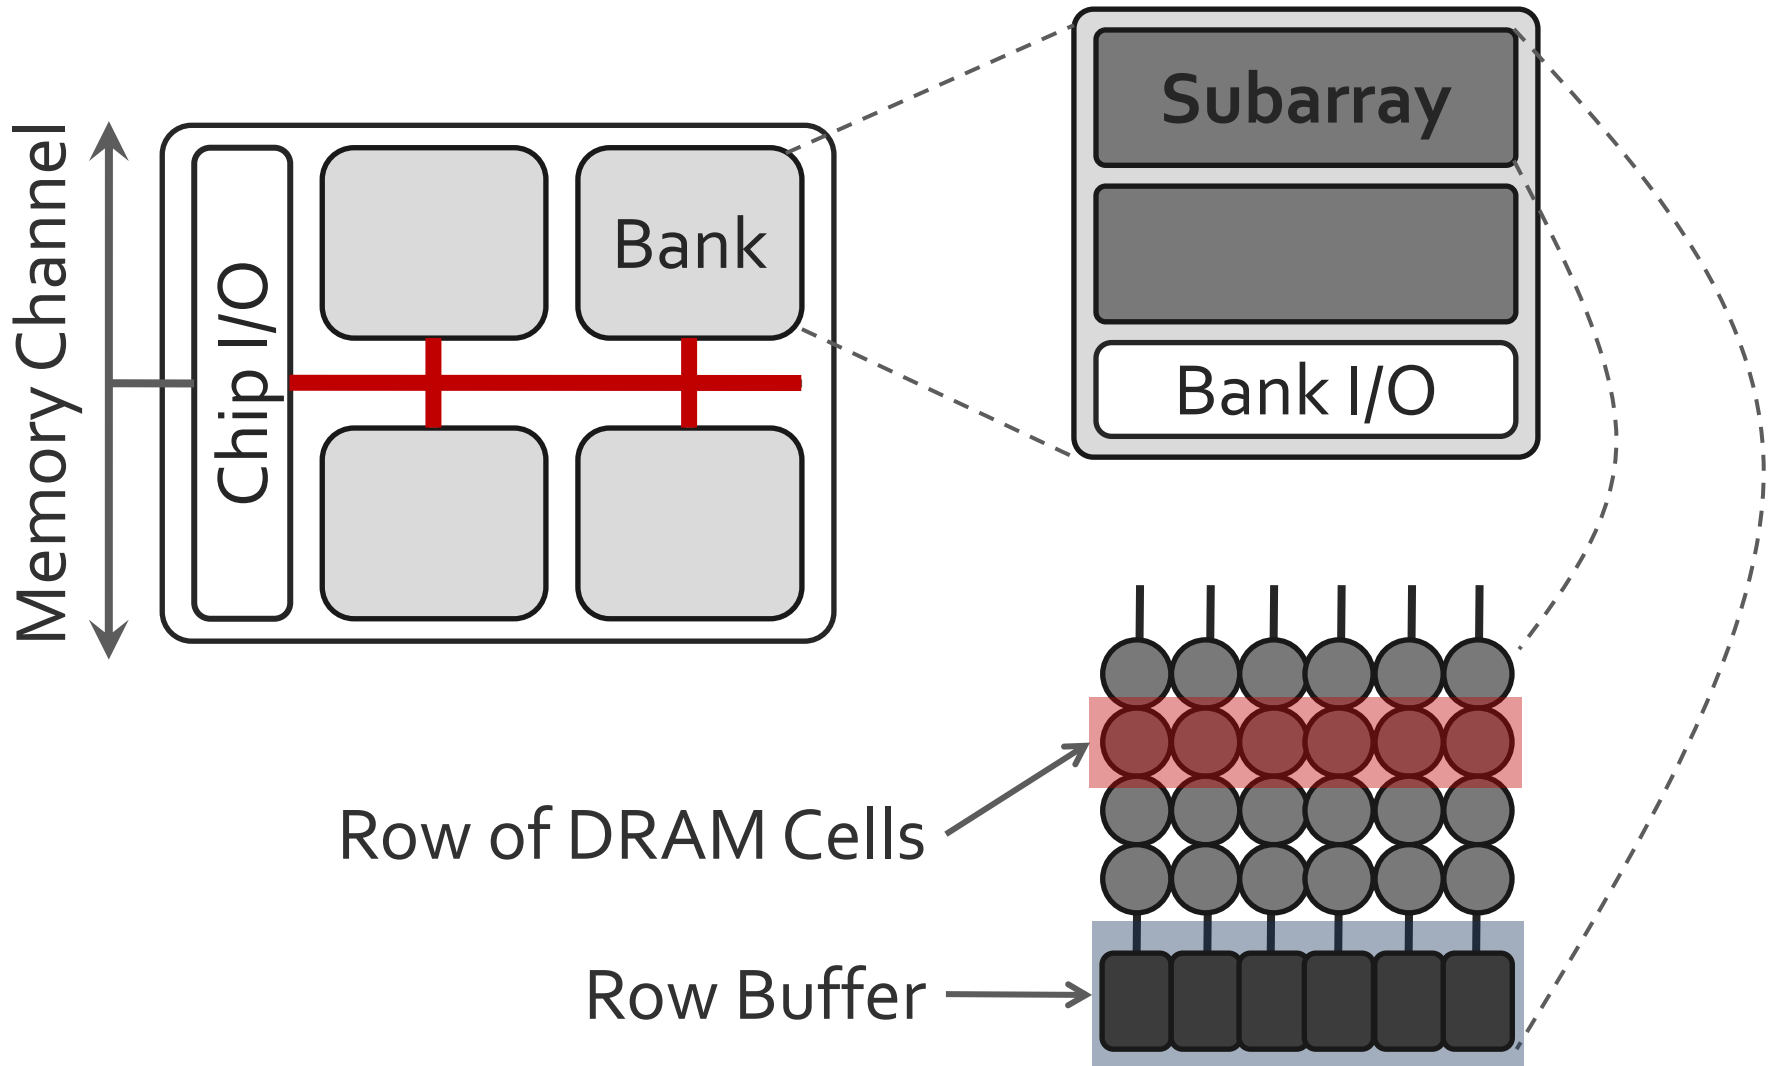 Memory Channel
Chip I/O
Bank
Subarray
Bank I/O
Row of DRAM Cells
Row Buffer